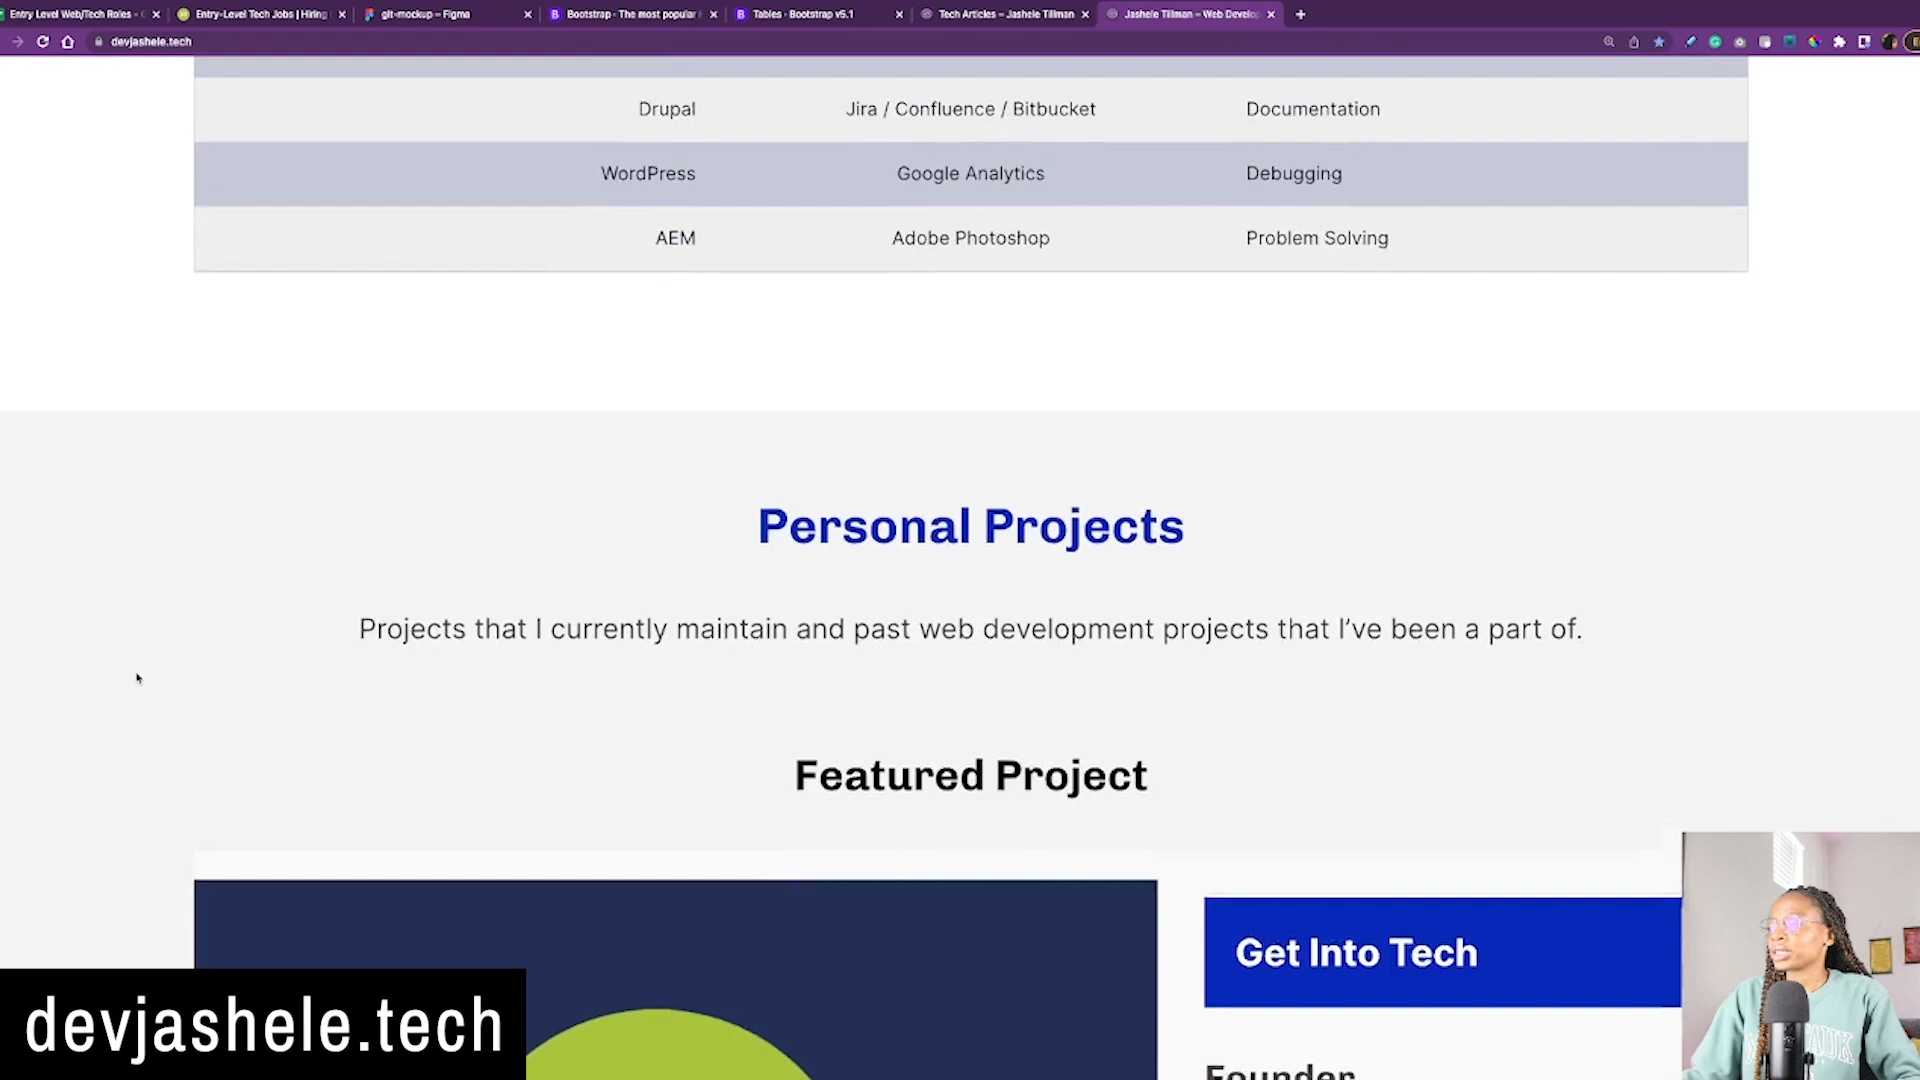 Entry Level Web/Tech Roles -
Entry-Level Tech Jobs | Hiring
git-mockup – Figma
Bootstrap · The most popular
Tables · Bootstrap v5.1
Tech Articles – Jashele Tillman
Jashele Tillman – Web Develop
devjashele.tech
Drupal
Jira / Confluence / Bitbucket
Documentation
WordPress
Google Analytics
Debugging
AEM
Adobe Photoshop
Problem Solving
Personal Projects
Projects that I currently maintain and past web development projects that I’ve been a part of.
Featured Project
Get Into Tech
Founder
devjashele.tech